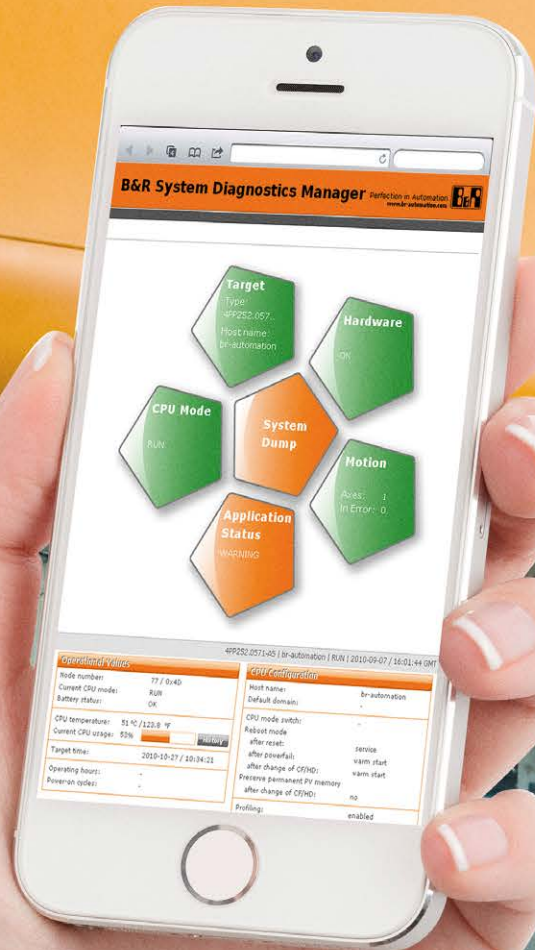 B&R System Diagnostics Manager
Perfection in Automation
www.br-automation.com
B&R
Target
Type:
4PP252.057..
Host name:
br-automation
Hardware
OK
CPU Mode
RUN
System
Dump
Motion
Axes: 1
In Error: 0
Application
Status
WARNING
4PP252.0571-A5 | br-automation | RUN | 2010-09-07 / 16:01:44 GMT
Operational Values
Node number: 77 / 0x4D
Current CPU mode: RUN
Battery status: OK
CPU temperature: 51 °C / 123.8 °F
Current CPU usage: 50%
History
Target time: 2010-10-27 / 10:34:21
Operating hours: -
Power-on cycles: -
CPU Configuration
Host name: br-automation
Default domain: -
CPU mode switch: -
Reboot mode
after reset: service
after powerfail: warm start
after change of CF/HD: warm start
Preserve permanent PV memory
after change of CF/HD: no
Profiling: enabled